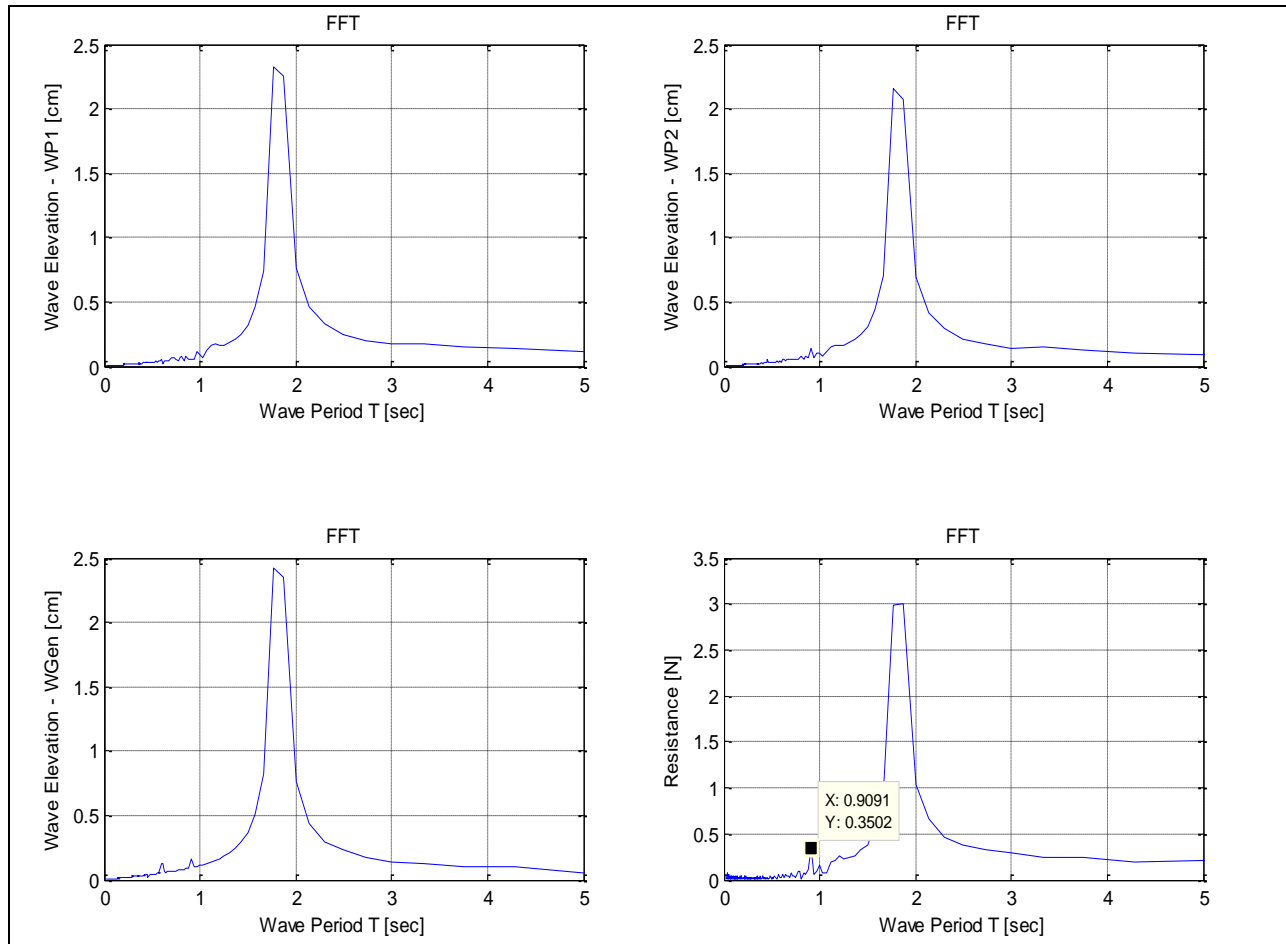 FFT
Wave Elevation - WP1 [cm]
2.5
2
1.5
1
0.5
0
0 1 2 3 4 5
Wave Period T [sec]
FFT
Wave Elevation - WP2 [cm]
2.5
2
1.5
1
0.5
0
0 1 2 3 4 5
Wave Period T [sec]
FFT
Wave Elevation - WGen [cm]
2.5
2
1.5
1
0.5
0
0 1 2 3 4 5
Wave Period T [sec]
FFT
Resistance [N]
3.5
3
2.5
2
1.5
1
0.5
0
X: 0.9091
Y: 0.3502
0 1 2 3 4 5
Wave Period T [sec]